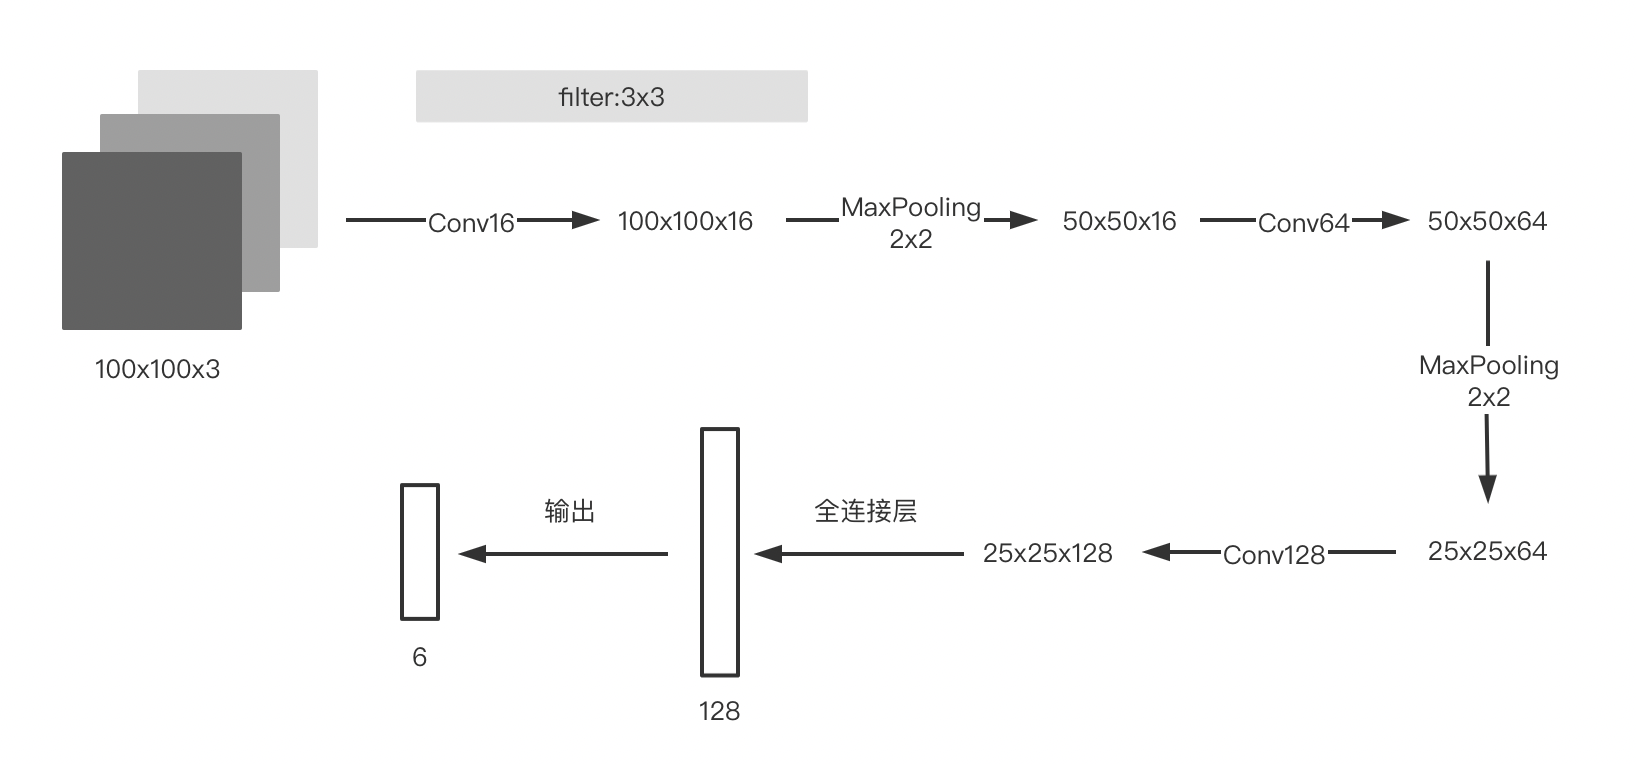 filter:3x3
100x100x3
Conv16
100x100x16
MaxPooling
2x2
50x50x16
Conv64
50x50x64
MaxPooling
2x2
25x25x64
Conv128
25x25x128
全连接层
128
输出
6